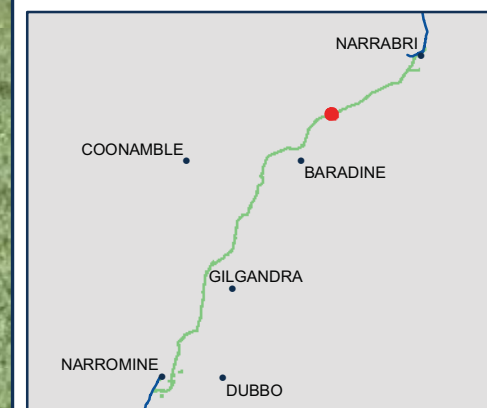 NARRABRI
COONAMBLE
BARADINE
GILGANDRA
NARROMINE
DUBBO